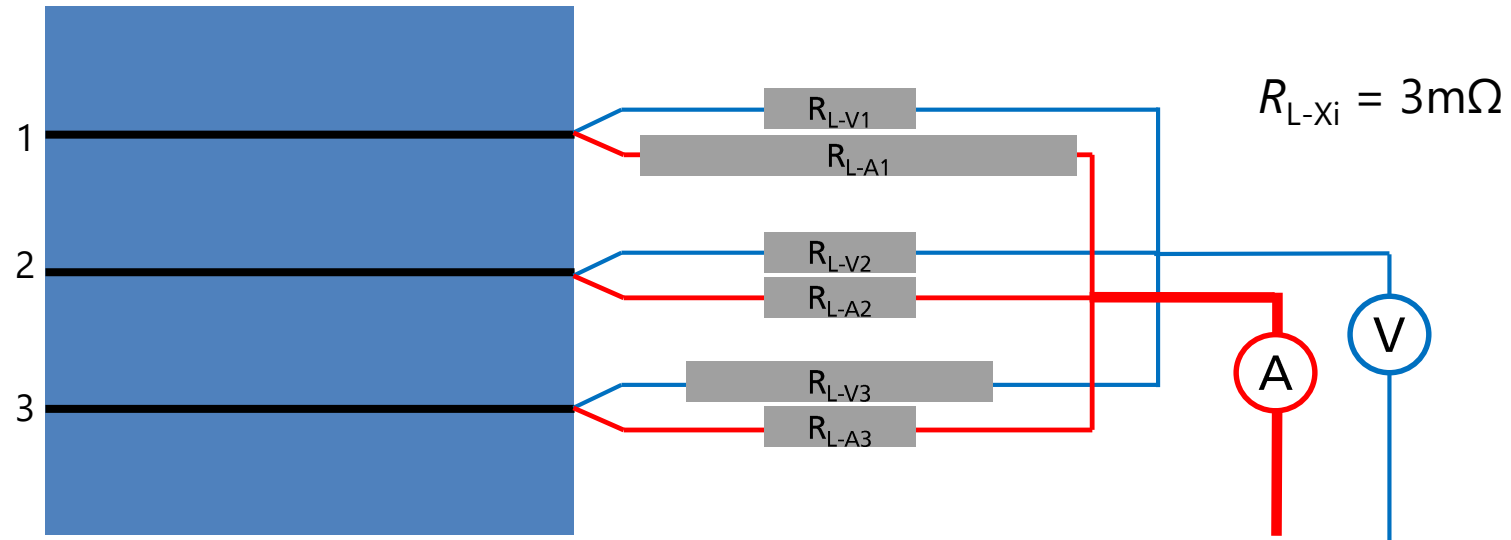 R_L-V1
R_L-Xi = 3mΩ
1
R_L-A1
2
R_L-V2
R_L-A2
V
A
R_L-V3
3
R_L-A3